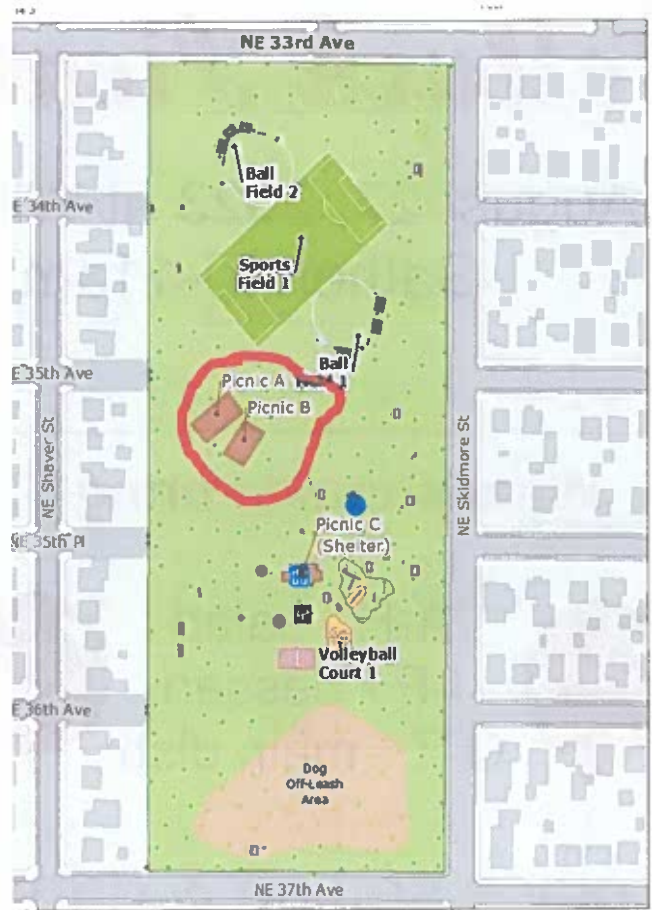 NE 33rd Ave
Ball
Field 2
E 34th Ave
Sports
Field 1
Ball
E 35th Ave
Picnic A
Picnic B
NE Shaver St
NE Skidmore St
Picnic C
(Shelter)
35th Pl
Volleyball
Court 1
E 36th Ave
Dog
Off-Leash
Area
NE 37th Ave